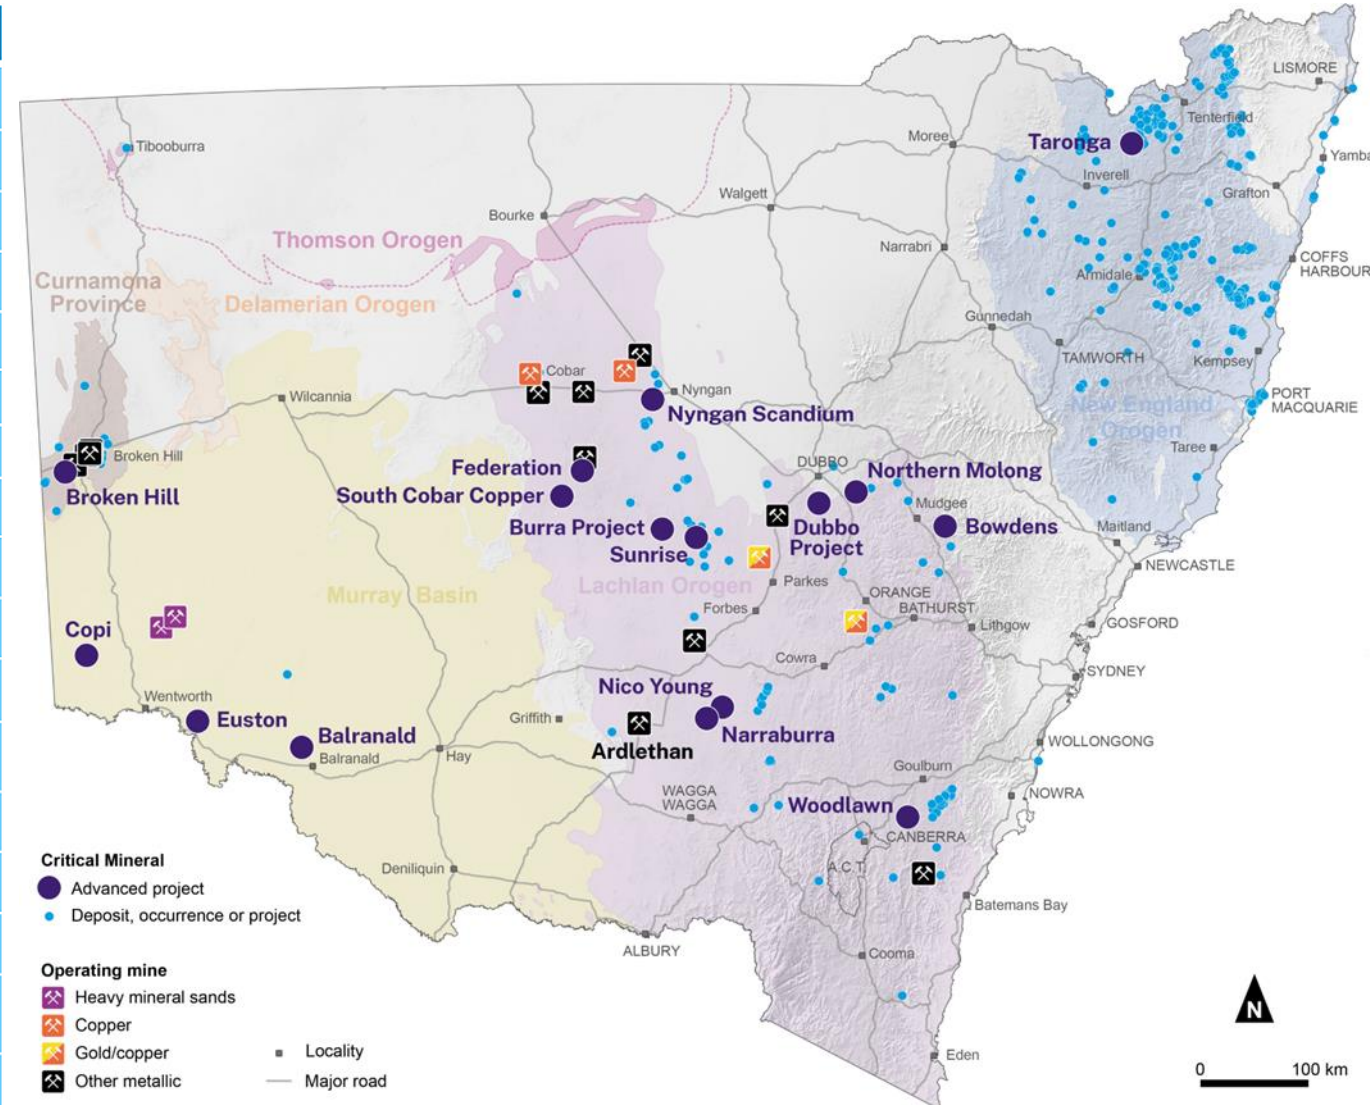 LISMORE
Tibooburra
Moree
Taronga
Tenterfield
Yamba
Inverell
Grafton
Walgett
Bourke
Thomson Orogen
Narrabri
Armidale
COFFS
HARBOUR
Curnamona
Province
Delamerian Orogen
Gunnedah
TAMWORTH
Kempsey
Cobar
Wilcannia
Nyngan
Nyngan Scandium
New England
Orogen
PORT
MACQUARIE
Taree
Broken Hill
Broken Hill
Federation
South Cobar Copper
DUBBO
Northern Molong
Mudgee
Burra Project
Sunrise
Dubbo
Project
Bowdens
Maitland
NEWCASTLE
Murray Basin
Lachlan Orogen
Parkes
Forbes
ORANGE
BATHURST
Lithgow
GOSFORD
Copi
Cowra
SYDNEY
Wentworth
Euston
Balranald
Balranald
Hay
Griffith
Nico Young
Narraburra
Ardlethan
WOLLONGONG
Goulburn
NOWRA
WAGGA
WAGGA
Woodlawn
CANBERRA
A.C.T.
Deniliquin
Batemans Bay
ALBURY
Cooma
Eden
Critical Mineral
Advanced project
Deposit, occurrence or project
Operating mine
Heavy mineral sands
Copper
Gold/copper
Other metallic
Locality
Major road
N
0 100 km